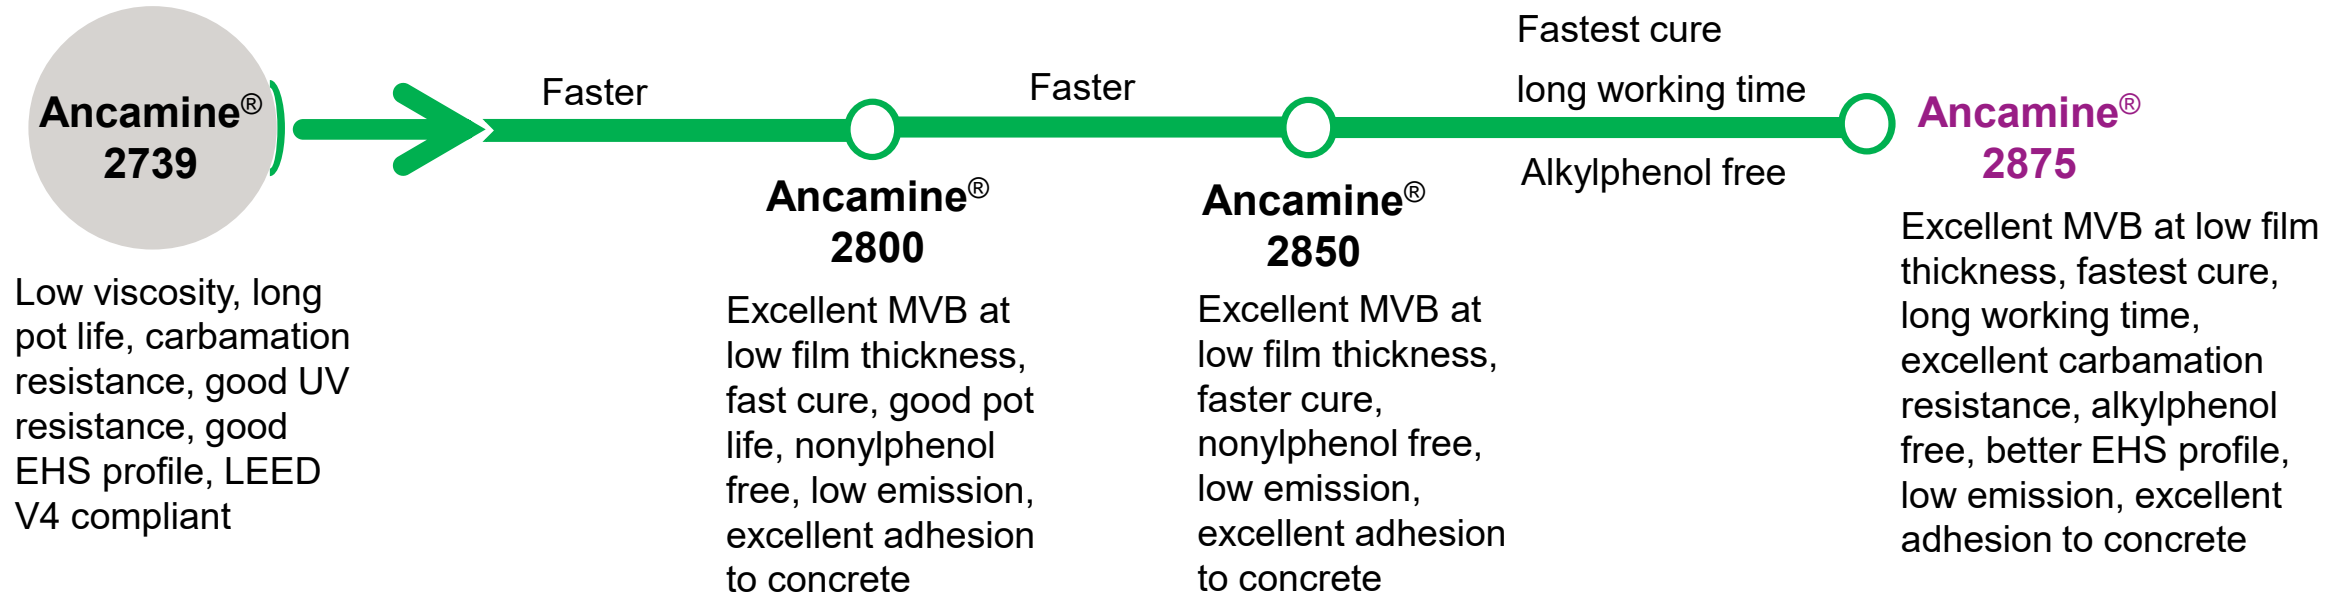 Ancamine®
2739
Low viscosity, long
pot life, carbamation
resistance, good UV
resistance, good
EHS profile, LEED
V4 compliant
Faster
Ancamine®
2800
Excellent MVB at
low film thickness,
fast cure, good pot
life, nonylphenol
free, low emission,
excellent adhesion
to concrete
Faster
Ancamine®
2850
Excellent MVB at
low film thickness,
faster cure,
nonylphenol free,
low emission,
excellent adhesion
to concrete
Fastest cure
long working time
Alkylphenol free
Ancamine®
2875
Excellent MVB at low film
thickness, fastest cure,
long working time,
excellent carbamation
resistance, alkylphenol
free, better EHS profile,
low emission, excellent
adhesion to concrete